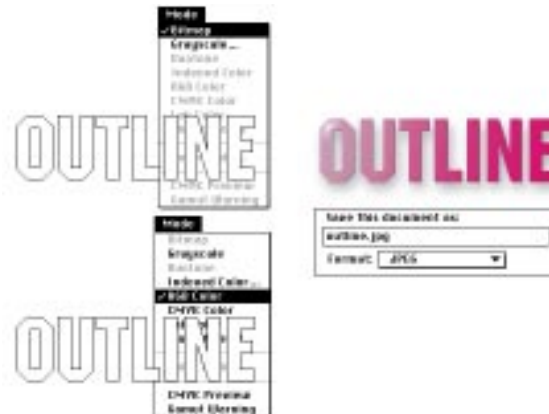 Mode
✓Bitmap
Grayscale...
Duotone
Indexed Color
RGB Color
CMYK Color
OUTLINE
CMYK Preview
Gamut Warning
OUTLINE
Save this document as:
outline.jpg
Format: JPEG
Mode
Bitmap
Grayscale
Duotone
Indexed Color...
✓RGB Color
CMYK Color
OUTLINE
CMYK Preview
Gamut Warning